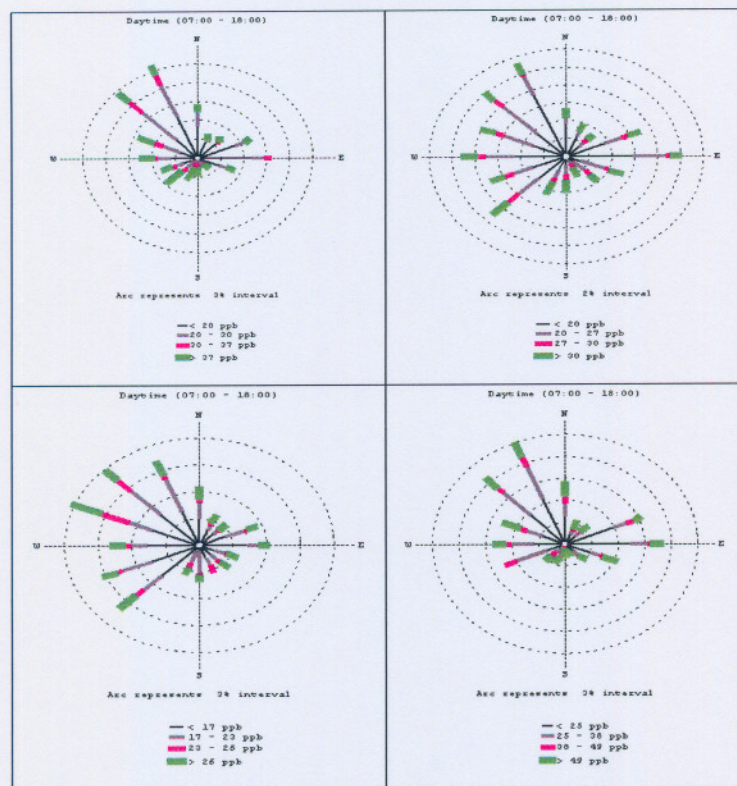 Daytime (07:00 - 18:00)
N
W
E
S
Arc represents 3% interval
< 20 ppb
20 - 30 ppb
30 - 37 ppb
> 37 ppb
Daytime (07:00 - 18:00)
N
W
E
S
Arc represents 2% interval
< 20 ppb
20 - 27 ppb
27 - 30 ppb
> 30 ppb
Daytime (07:00 - 18:00)
N
W
E
S
Arc represents 3% interval
< 17 ppb
17 - 23 ppb
23 - 26 ppb
> 26 ppb
Daytime (07:00 - 18:00)
N
W
E
S
Arc represents 3% interval
< 25 ppb
25 - 38 ppb
38 - 49 ppb
> 49 ppb